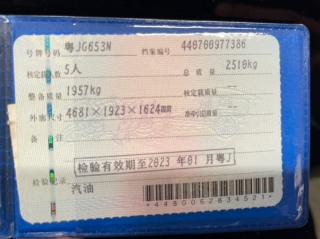 号牌号码 粤JG653N 档案编号 440700977386
核定载人数 5人 总质量 2510kg
整备质量 1957kg 核定载质量 --
外廓尺寸 4681×1923×1624mm 准牵引总质量 --
备注
检验有效期至2023年01月粤J
检验记录
汽油
*4480062834521*